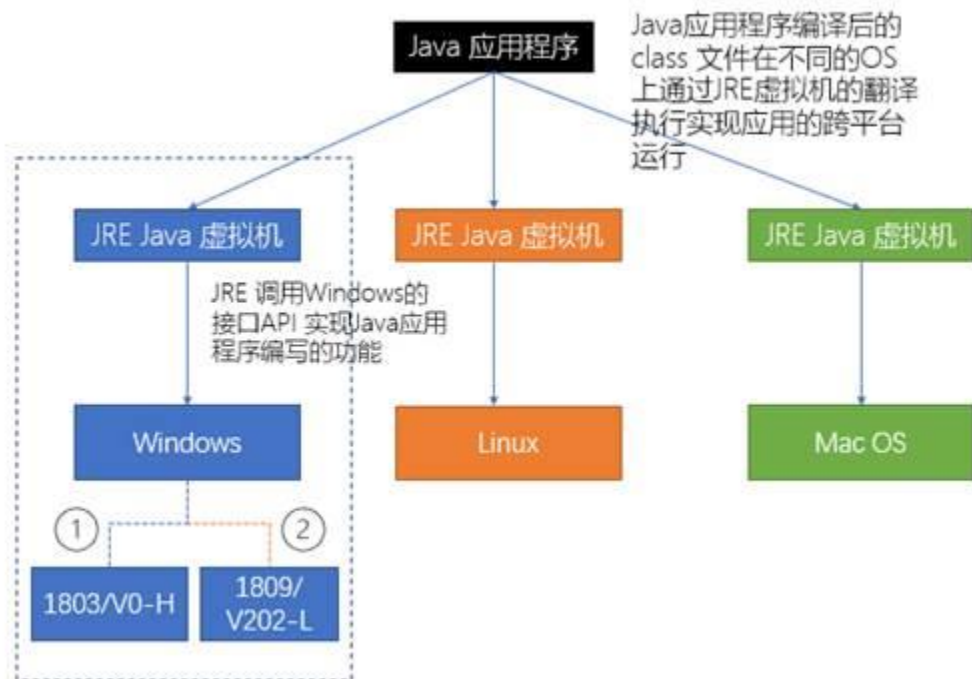 Java 应用程序
Java应用程序编译后的
class 文件在不同的OS
上通过JRE虚拟机的翻译
执行实现应用的跨平台
运行
JRE Java 虚拟机
JRE Java 虚拟机
JRE Java 虚拟机
JRE 调用Windows的
接口API 实现Java应用
程序编写的功能
Windows
Linux
Mac OS
1
2
1803/V0-H
1809/
V202-L